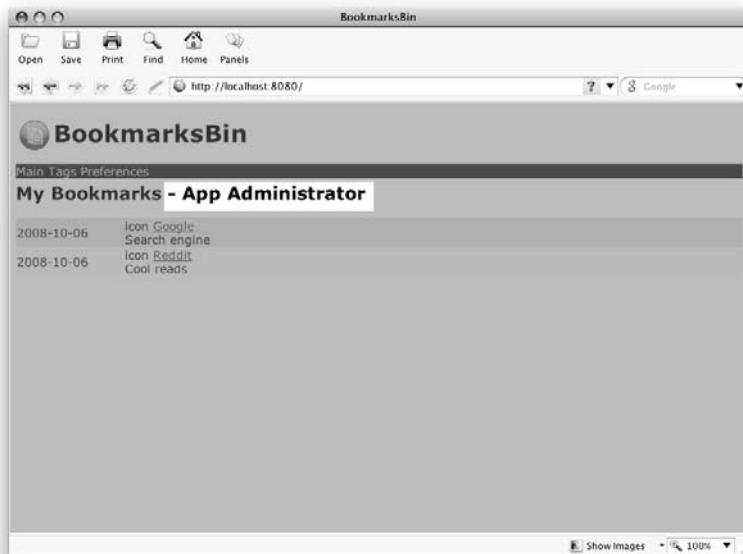 BookmarksBin
Open Save Print Find Home Panels
http://localhost:8080/ ? Google
BookmarksBin
Main Tags Preferences
My Bookmarks - App Administrator
2008-10-06 icon Google
Search engine
2008-10-06 icon Reddit
Cool reads
Show Images 100%